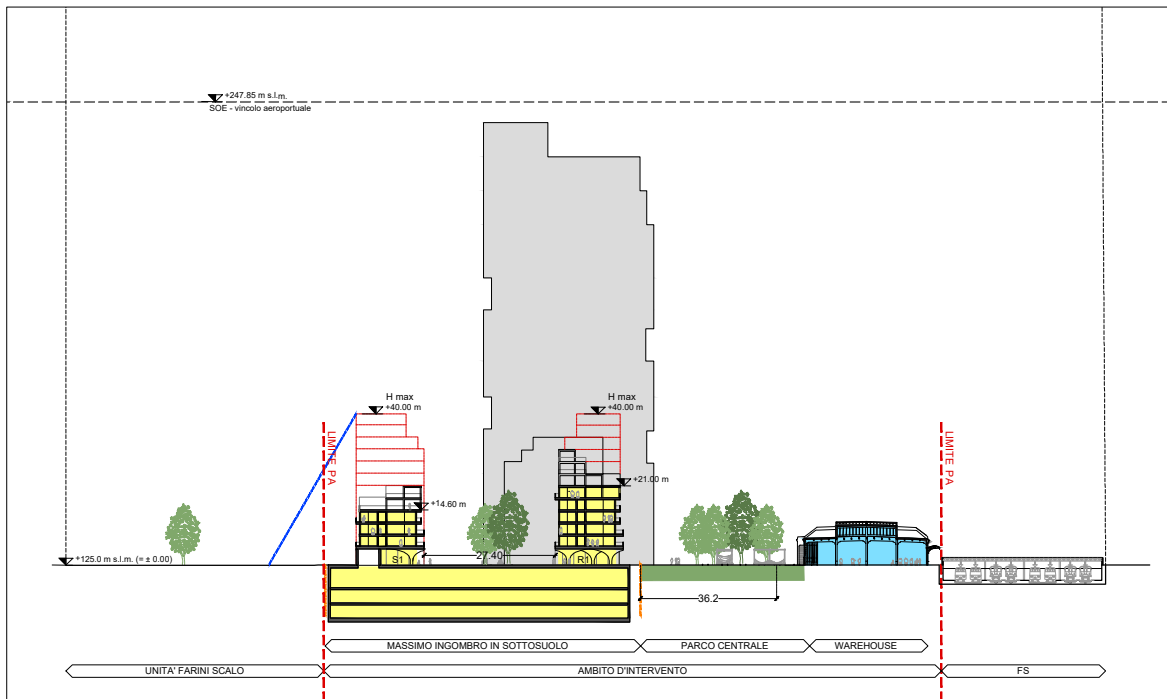 +247.85 m s.l.m.
SOE - vincolo aeroportuale
H max
+40.00 m
H max
+40.00 m
LIMITE PA
LIMITE PA
+21.00 m
+14.60 m
27.40
S1
R1
+125.0 m s.l.m. (= ± 0.00)
36.2
MASSIMO INGOMBRO IN SOTTOSUOLO
PARCO CENTRALE
WAREHOUSE
UNITA' FARINI SCALO
AMBITO D'INTERVENTO
FS